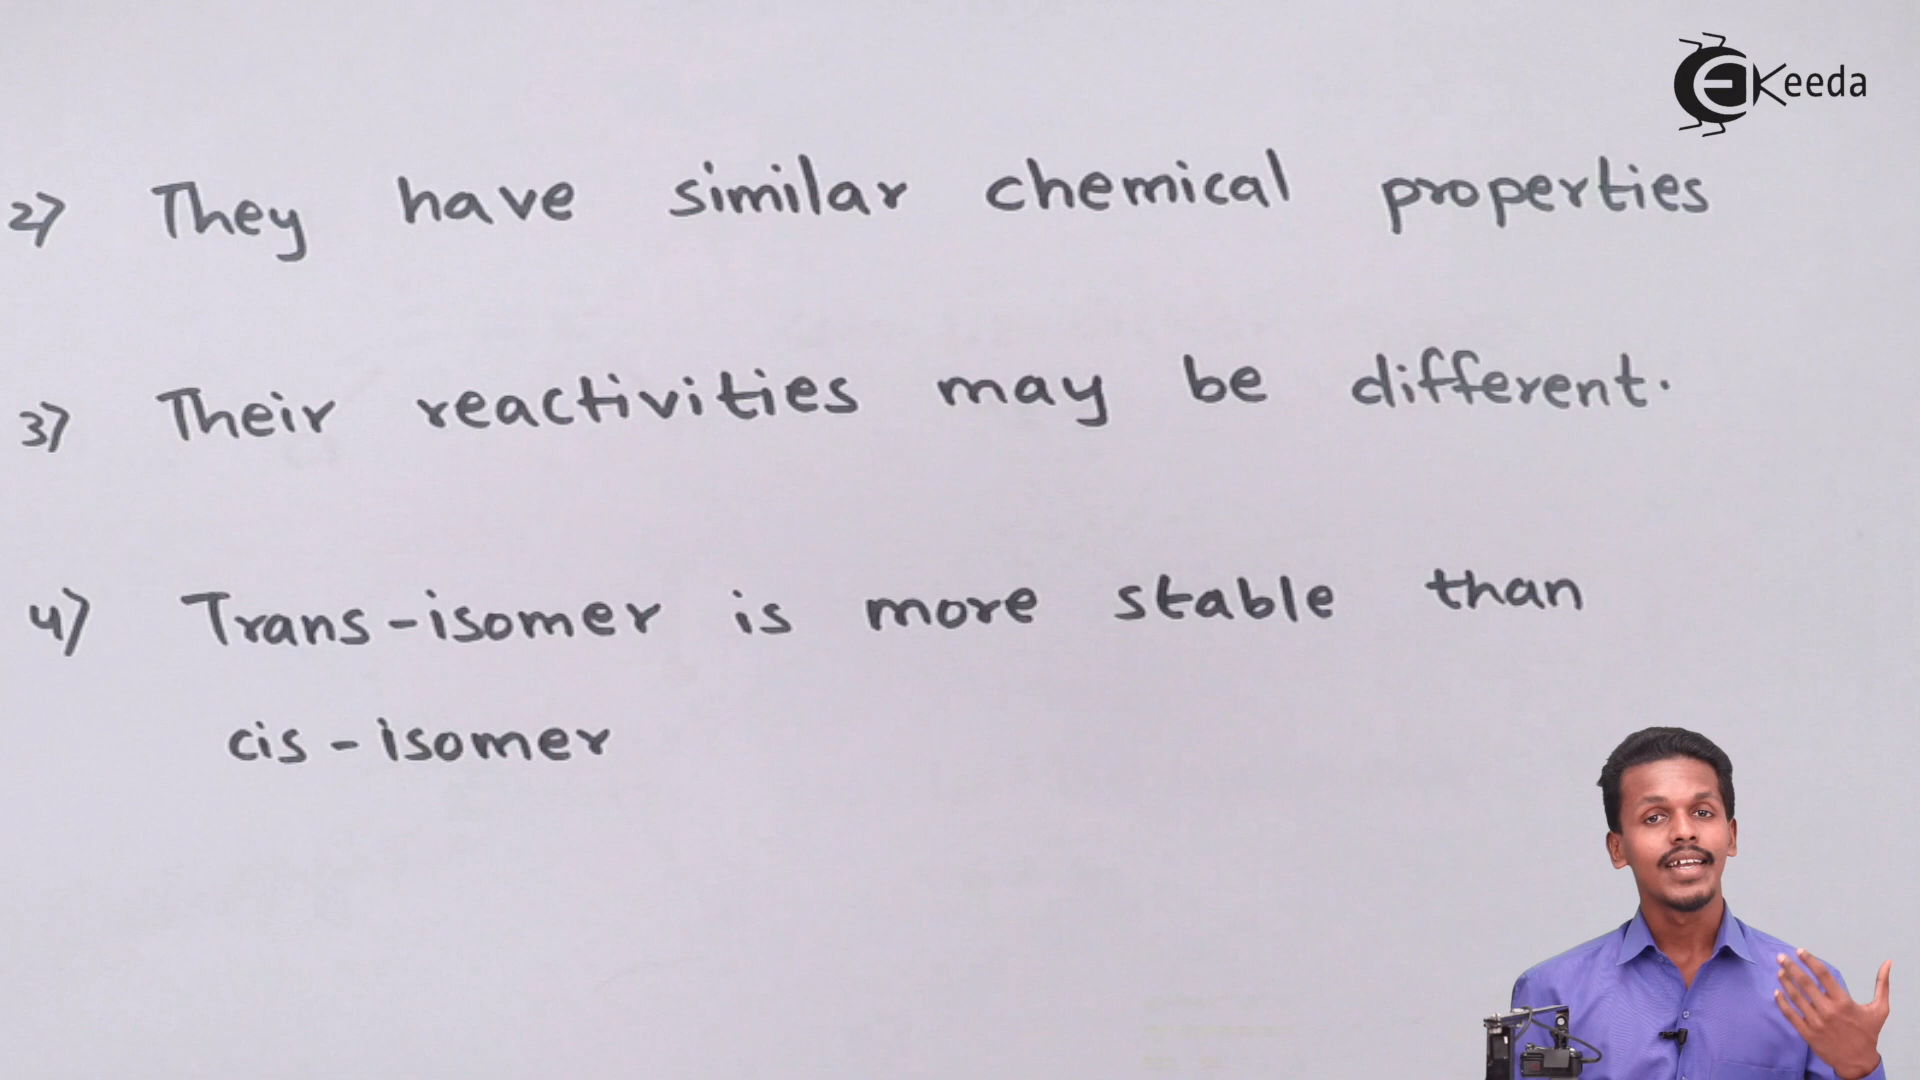 EKeeda
2) They have similar chemical properties
3) Their reactivities may be different.
4) Trans-isomer is more stable than
cis-isomer